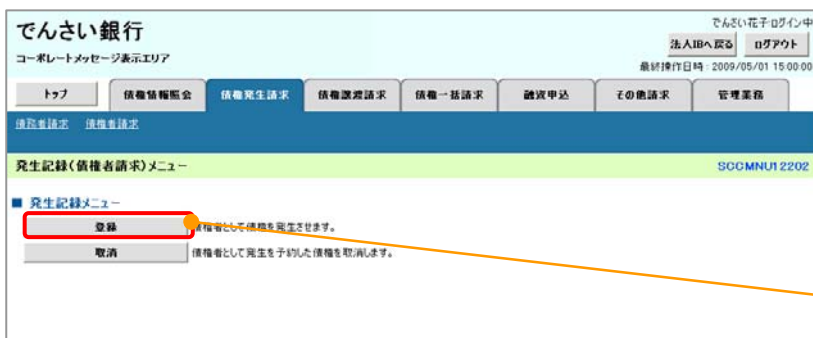 でんさい銀行
でんさい花子ログイン中
法人IBへ戻る ログアウト
コーポレートメッセージ表示エリア
最終操作日時：2009/05/01 15:00:00
トップ 債権情報照会 債権発生請求 債権譲渡請求 債権一括請求 融資申込 その他請求 管理業務
債務者請求 債権者請求
発生記録(債権者請求)メニュー SCCMNU12202
■ 発生記録メニュー
登録 債権者として債権を発生させます。
取消 債権者として発生を予約した債権を取消します。